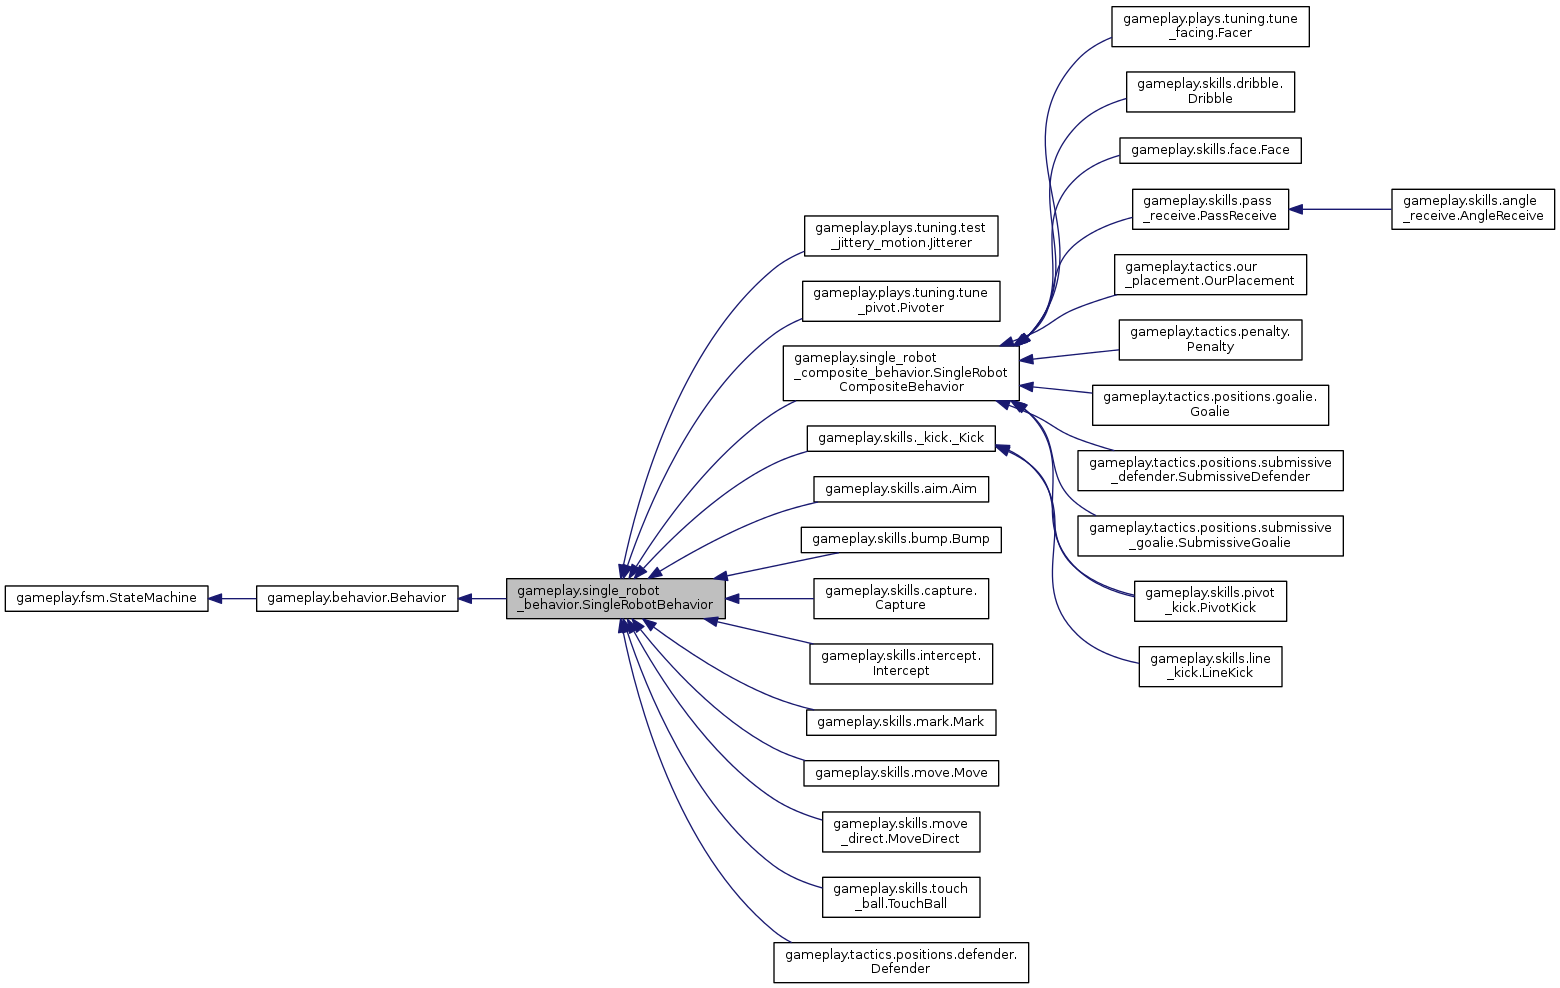 gameplay.fsm.StateMachine
gameplay.behavior.Behavior
gameplay.single_robot
_behavior.SingleRobotBehavior
gameplay.plays.tuning.test
_jittery_motion.Jitterer
gameplay.plays.tuning.tune
_pivot.Pivoter
gameplay.single_robot
_composite_behavior.SingleRobot
CompositeBehavior
gameplay.skills._kick._Kick
gameplay.skills.aim.Aim
gameplay.skills.bump.Bump
gameplay.skills.capture.
Capture
gameplay.skills.intercept.
Intercept
gameplay.skills.mark.Mark
gameplay.skills.move.Move
gameplay.skills.move
_direct.MoveDirect
gameplay.skills.touch
_ball.TouchBall
gameplay.tactics.positions.defender.
Defender
gameplay.plays.tuning.tune
_facing.Facer
gameplay.skills.dribble.
Dribble
gameplay.skills.face.Face
gameplay.skills.pass
_receive.PassReceive
gameplay.tactics.our
_placement.OurPlacement
gameplay.tactics.penalty.
Penalty
gameplay.tactics.positions.goalie.
Goalie
gameplay.tactics.positions.submissive
_defender.SubmissiveDefender
gameplay.tactics.positions.submissive
_goalie.SubmissiveGoalie
gameplay.skills.pivot
_kick.PivotKick
gameplay.skills.line
_kick.LineKick
gameplay.skills.angle
_receive.AngleReceive